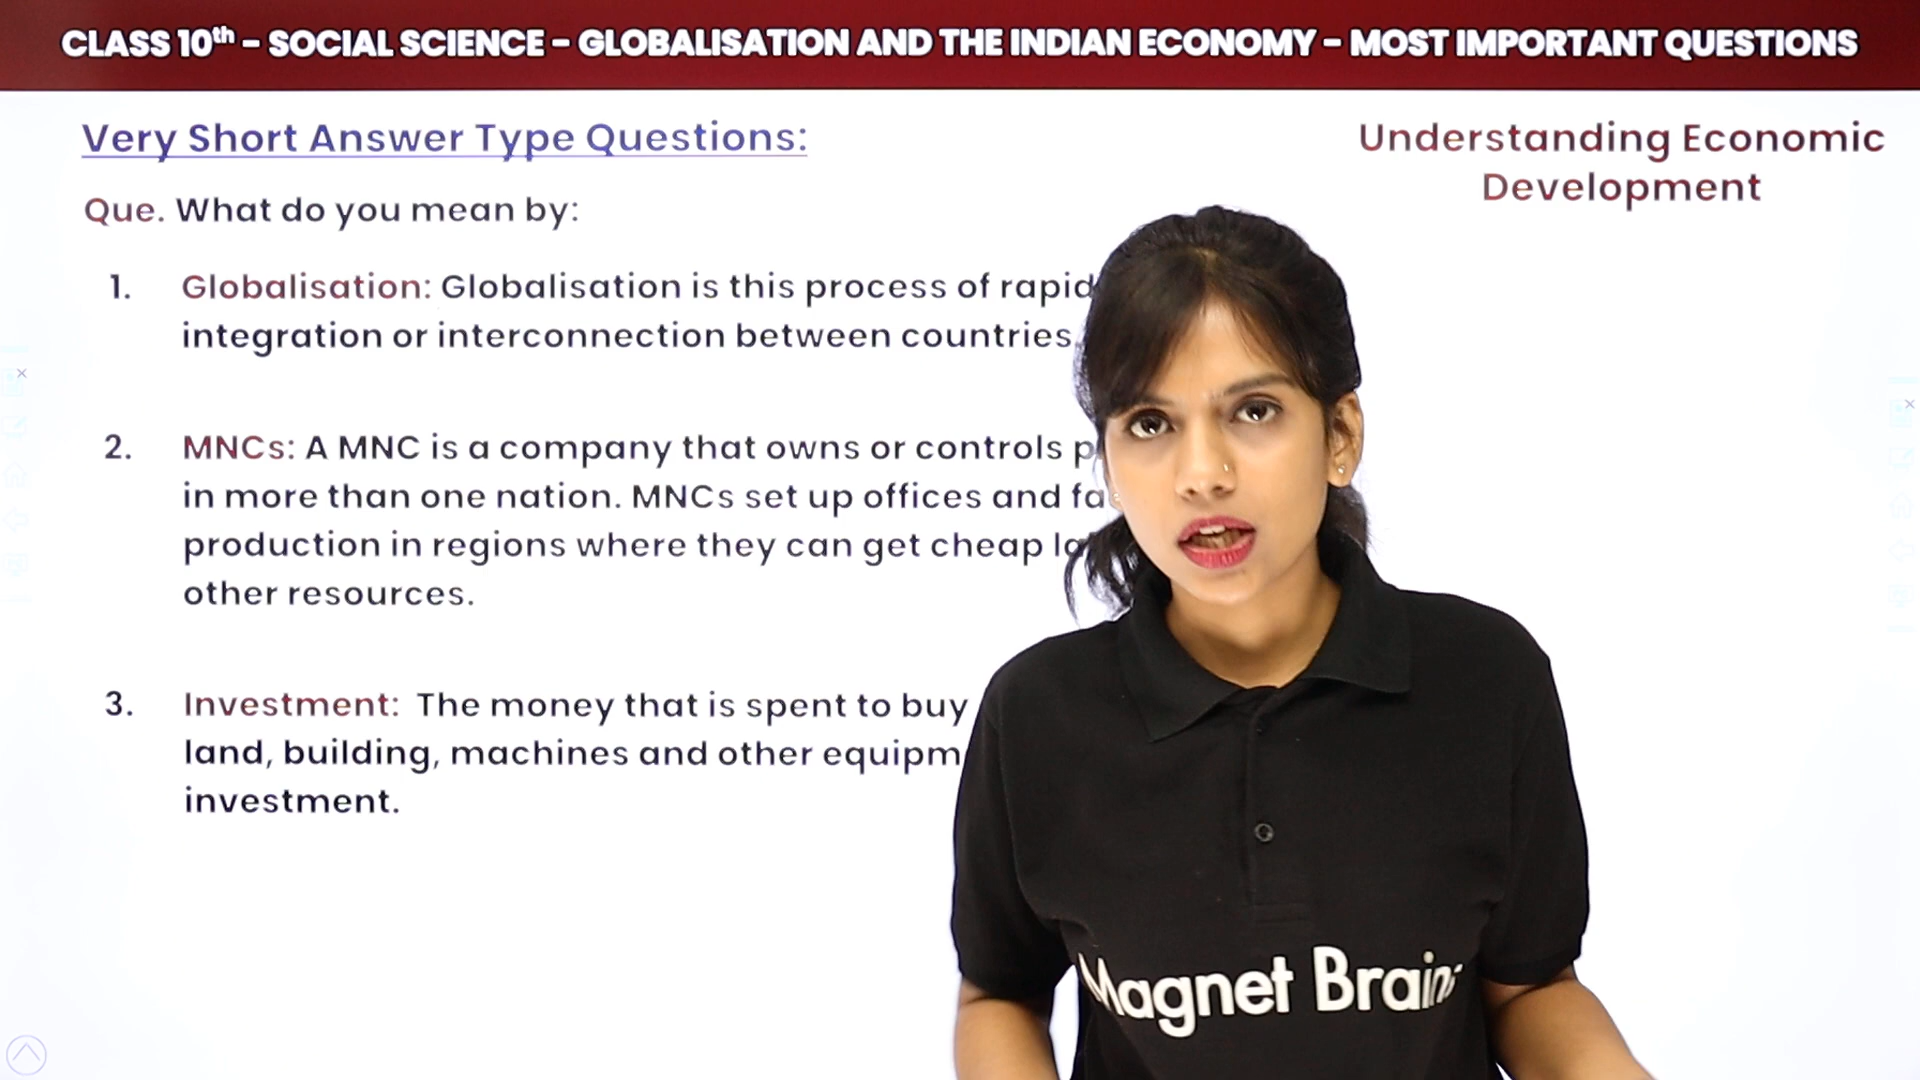 CLASS 10th - SOCIAL SCIENCE - GLOBALISATION AND THE INDIAN ECONOMY - MOST IMPORTANT QUESTIONS
Very Short Answer Type Questions:
Understanding Economic
Development
Que. What do you mean by:
1. Globalisation: Globalisation is this process of rapid
integration or interconnection between countries.
2. MNCs: A MNC is a company that owns or controls
in more than one nation. MNCs set up offices and
production in regions where they can get cheap
other resources.
3. Investment: The money that is spent to buy
land, building, machines and other
investment.
Magnet Brains